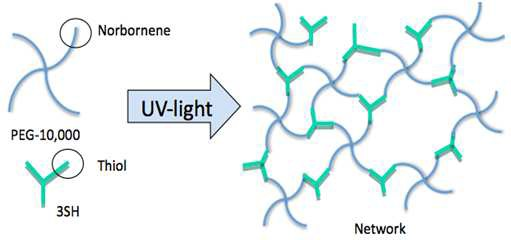 Norbornene
PEG-10,000
Thiol
3SH
UV-light
Network